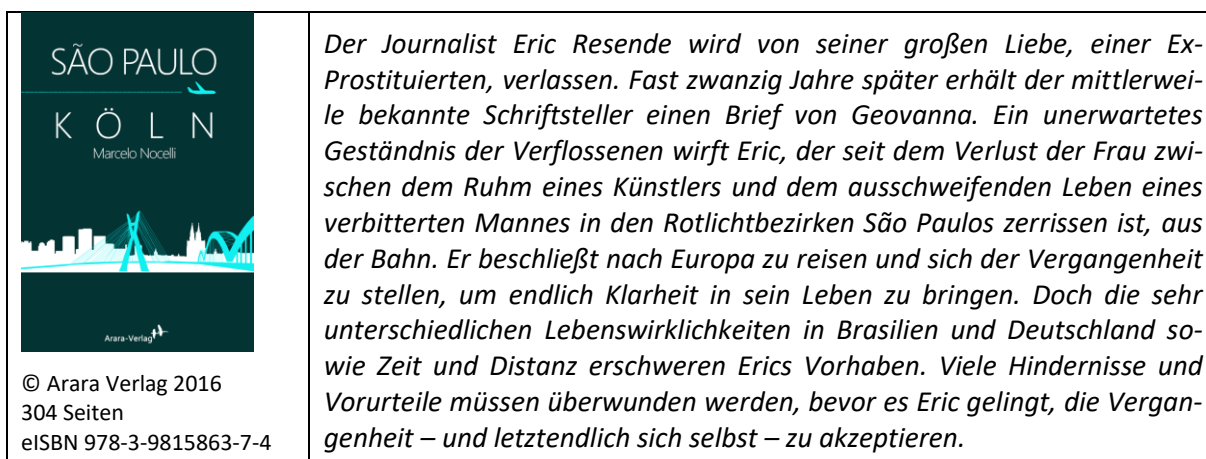 SÃO PAULO
KÖLN
Marcelo Nocelli
Arara-Verlag
© Arara Verlag 2016
304 Seiten
eISBN 978-3-9815863-7-4
Der Journalist Eric Resende wird von seiner großen Liebe, einer Ex-
Prostituierten, verlassen. Fast zwanzig Jahre später erhält der mittlerwei-
le bekannte Schriftsteller einen Brief von Geovanna. Ein unerwartetes
Geständnis der Verflossenen wirft Eric, der seit dem Verlust der Frau zwi-
schen dem Ruhm eines Künstlers und dem ausschweifenden Leben eines
verbitterten Mannes in den Rotlichtbezirken São Paulos zerrissen ist, aus
der Bahn. Er beschließt nach Europa zu reisen und sich der Vergangenheit
zu stellen, um endlich Klarheit in sein Leben zu bringen. Doch die sehr
unterschiedlichen Lebenswirklichkeiten in Brasilien und Deutschland so-
wie Zeit und Distanz erschweren Erics Vorhaben. Viele Hindernisse und
Vorurteile müssen überwunden werden, bevor es Eric gelingt, die Vergan-
genheit – und letztendlich sich selbst – zu akzeptieren.